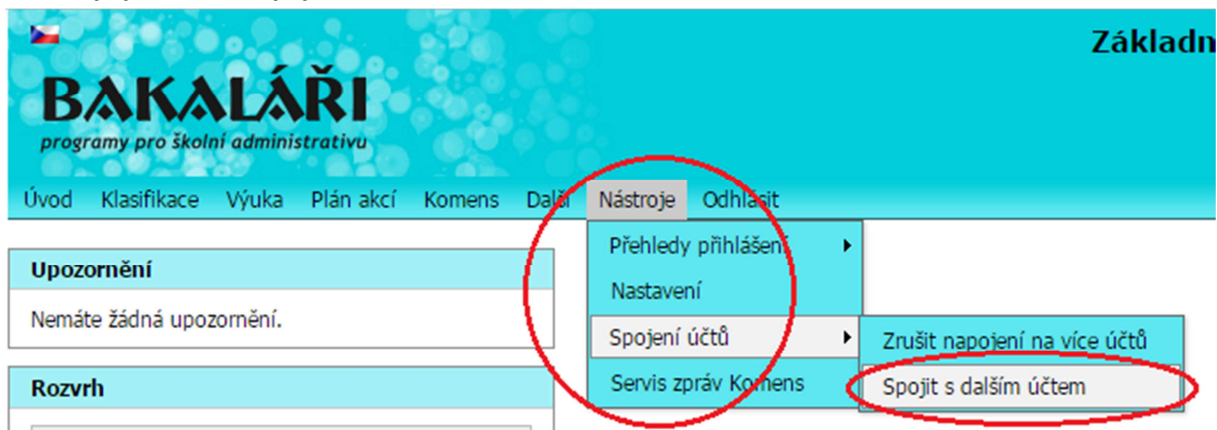 Základn
BAKALÁŘI
programy pro školní administrativu
Úvod Klasifikace Výuka Plán akcí Komens Další Nástroje Odhlásit
Přehledy přihlášení
Upozornění
Nastavení
Nemáte žádná upozornění.
Spojení účtů
Zrušit napojení na více účtů
Rozvrh
Servis zpráv Komens
Spojit s dalším účtem